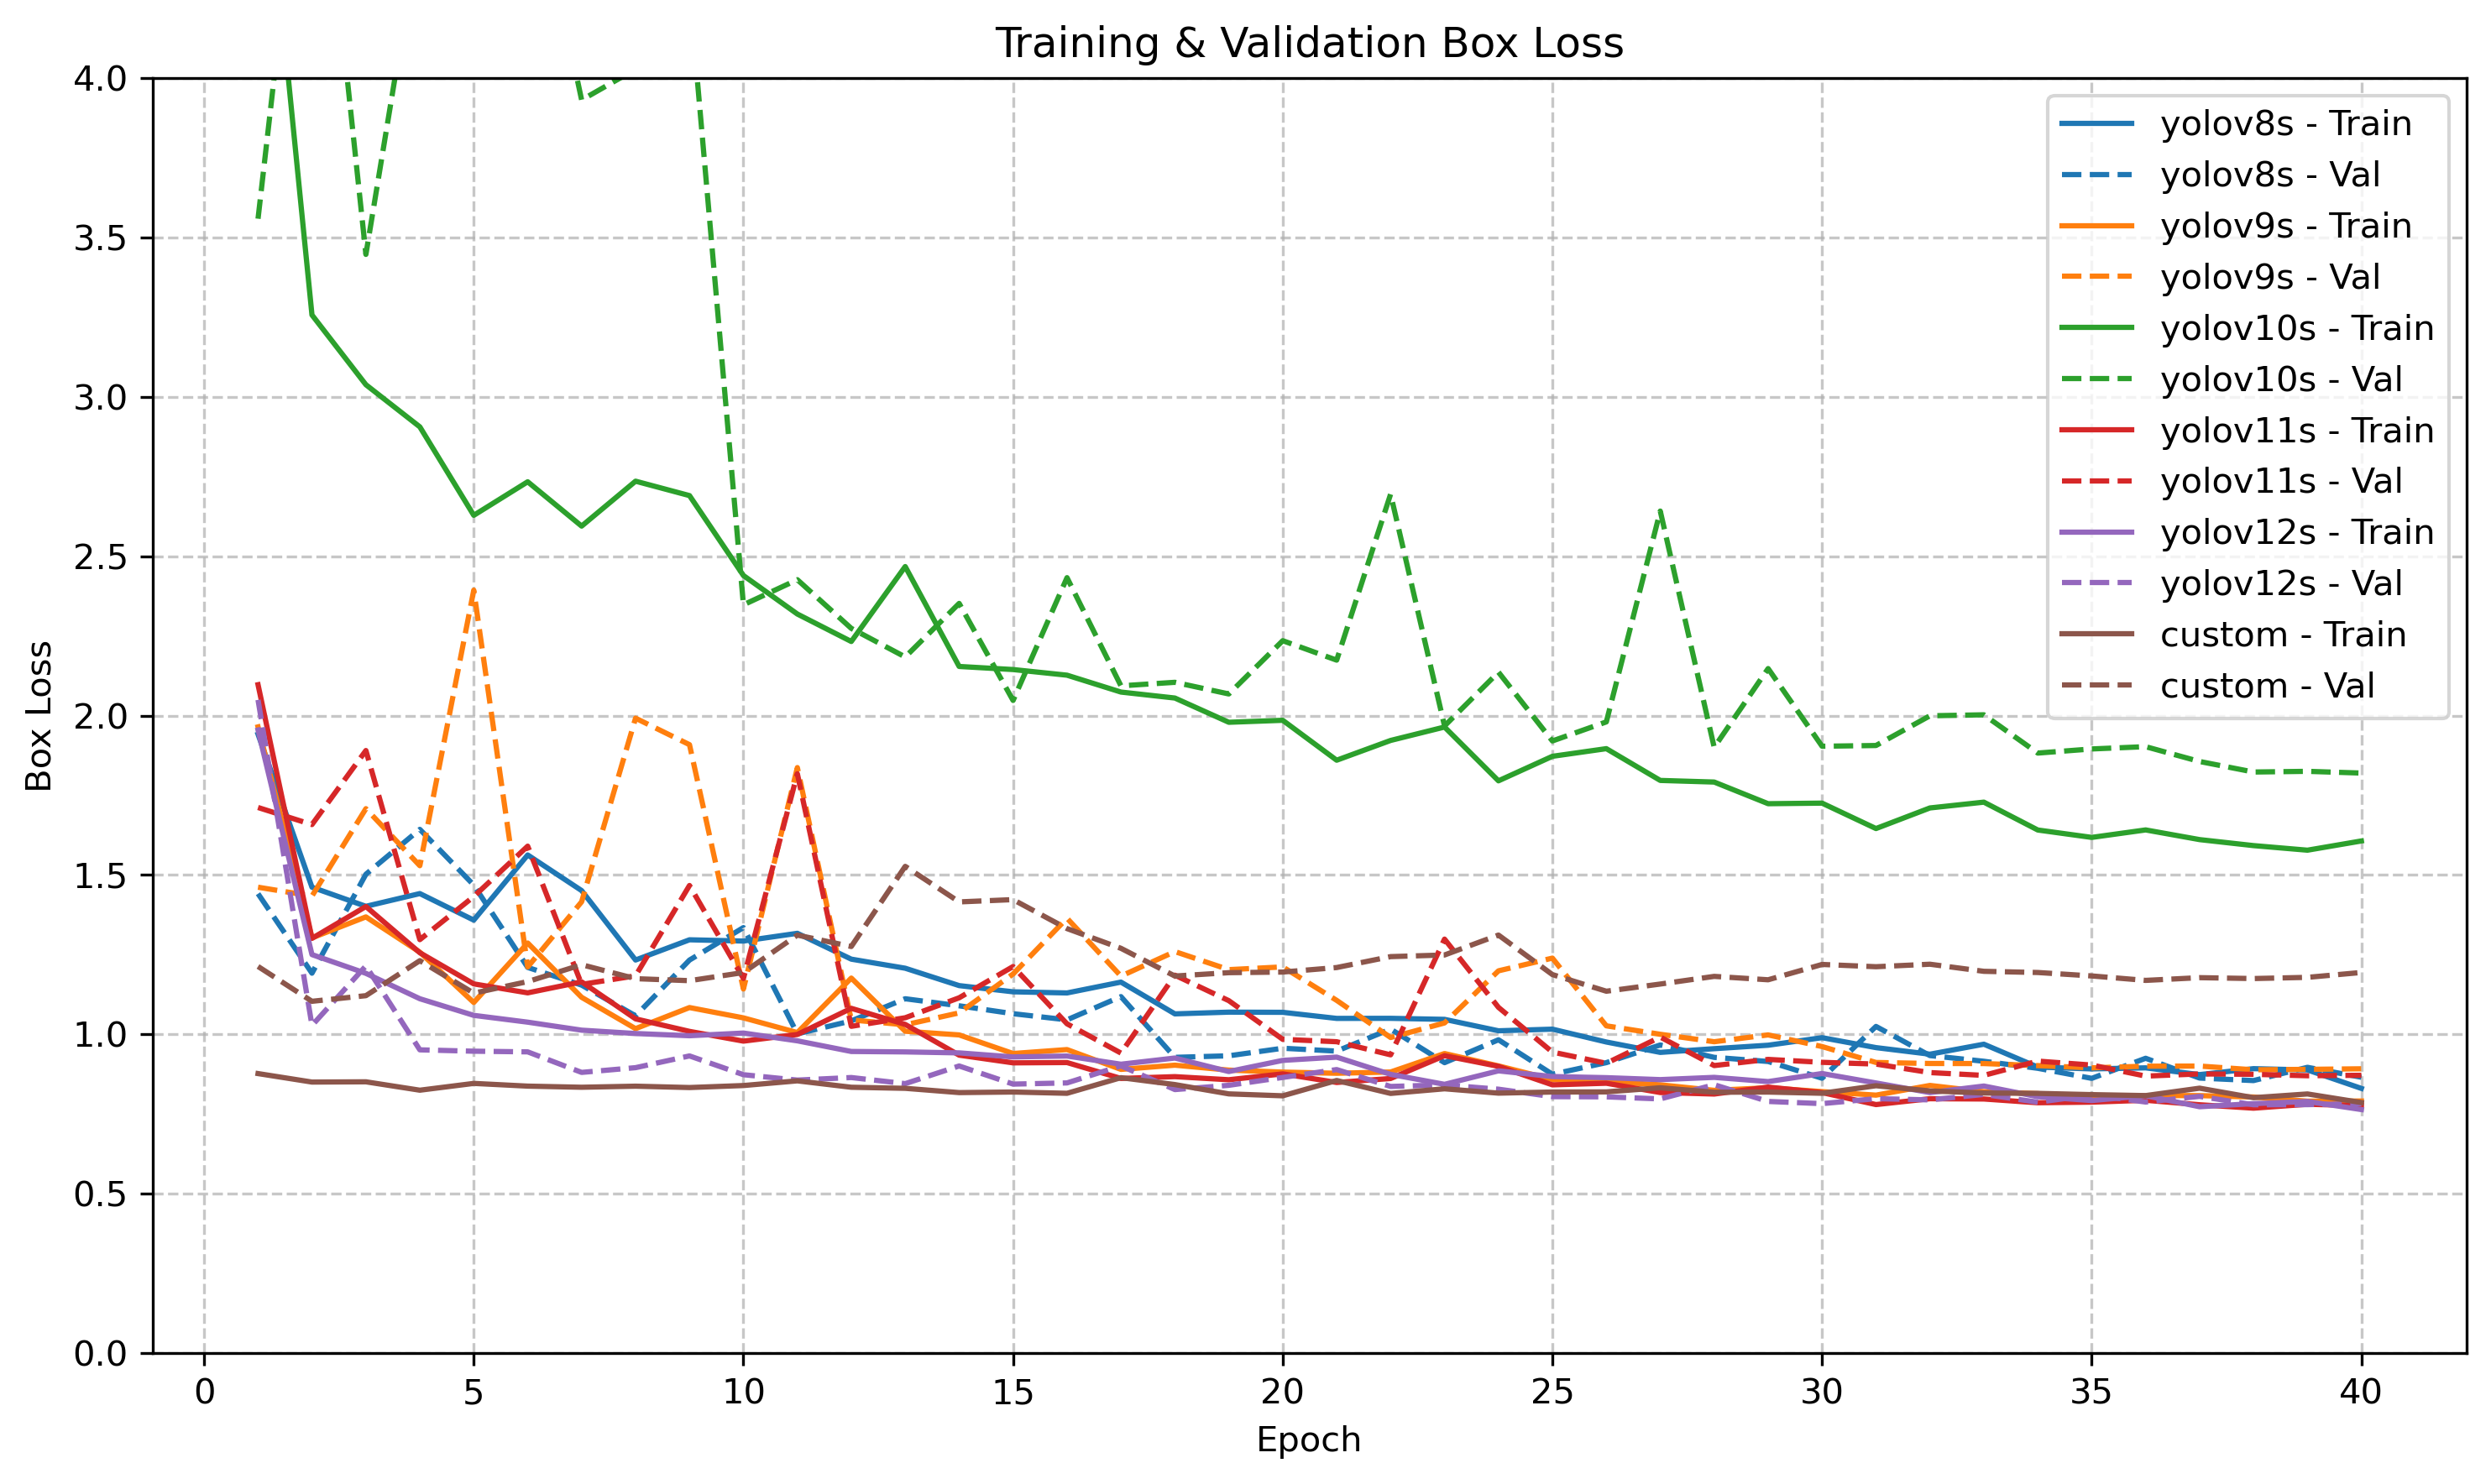 Training & Validation Box Loss
Box Loss
4.0
3.5
3.0
2.5
2.0
1.5
1.0
0.5
0.0
0 5 10 15 20 25 30 35 40
Epoch
yolov8s - Train
yolov8s - Val
yolov9s - Train
yolov9s - Val
yolov10s - Train
yolov10s - Val
yolov11s - Train
yolov11s - Val
yolov12s - Train
yolov12s - Val
custom - Train
custom - Val